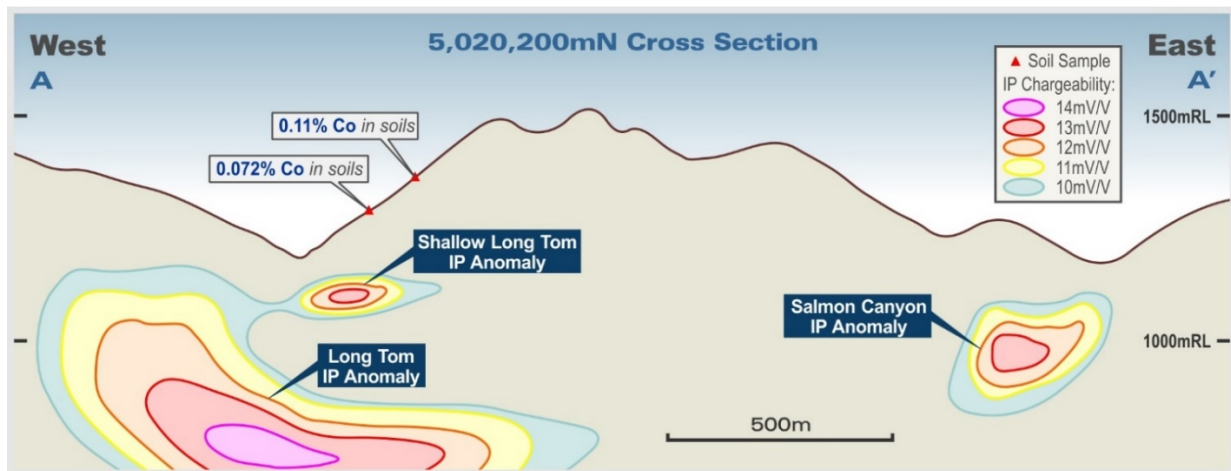 West
A
5,020,200mN Cross Section
East
A'
Soil Sample
IP Chargeability:
14mV/V
13mV/V
12mV/V
11mV/V
10mV/V
1500mRL
0.11% Co in soils
0.072% Co in soils
Shallow Long Tom
IP Anomaly
Salmon Canyon
IP Anomaly
1000mRL
Long Tom
IP Anomaly
500m